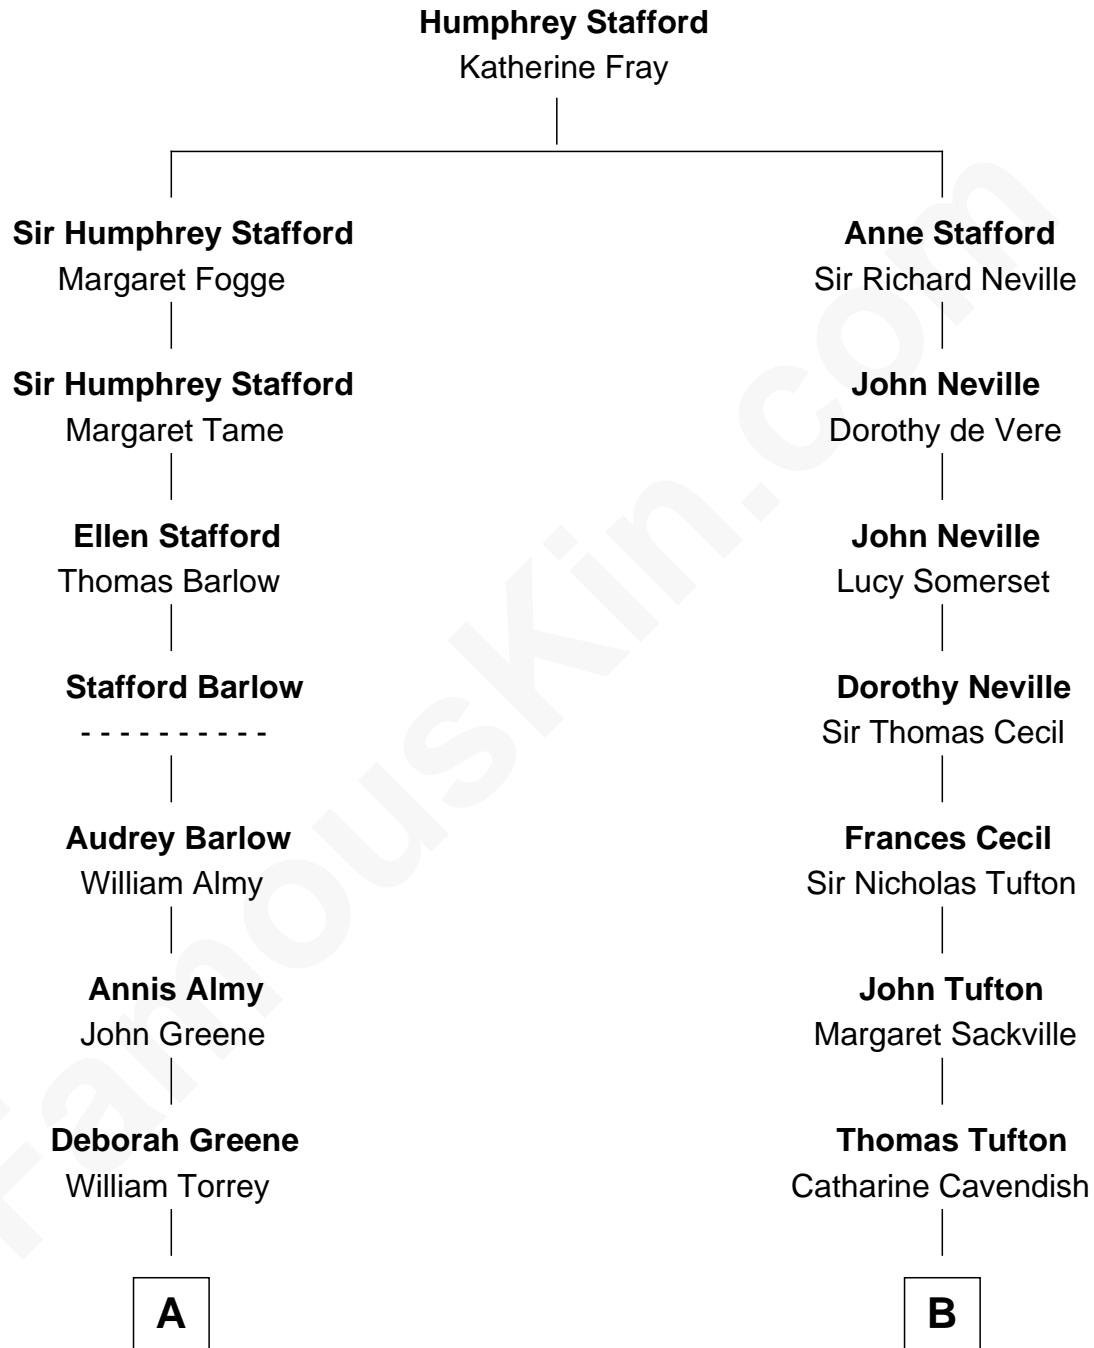 Humphrey Stafford
Katherine Fray
Sir Humphrey Stafford
Margaret Fogge
Anne Stafford
Sir Richard Neville
Sir Humphrey Stafford
Margaret Tame
John Neville
Dorothy de Vere
Ellen Stafford
Thomas Barlow
John Neville
Lucy Somerset
Stafford Barlow
- - - - - - - - - -
Dorothy Neville
Sir Thomas Cecil
Audrey Barlow
William Almy
Frances Cecil
Sir Nicholas Tufton
Annis Almy
John Greene
John Tufton
Margaret Sackville
Deborah Greene
William Torrey
Thomas Tufton
Catharine Cavendish
A
B
FamousKin.com